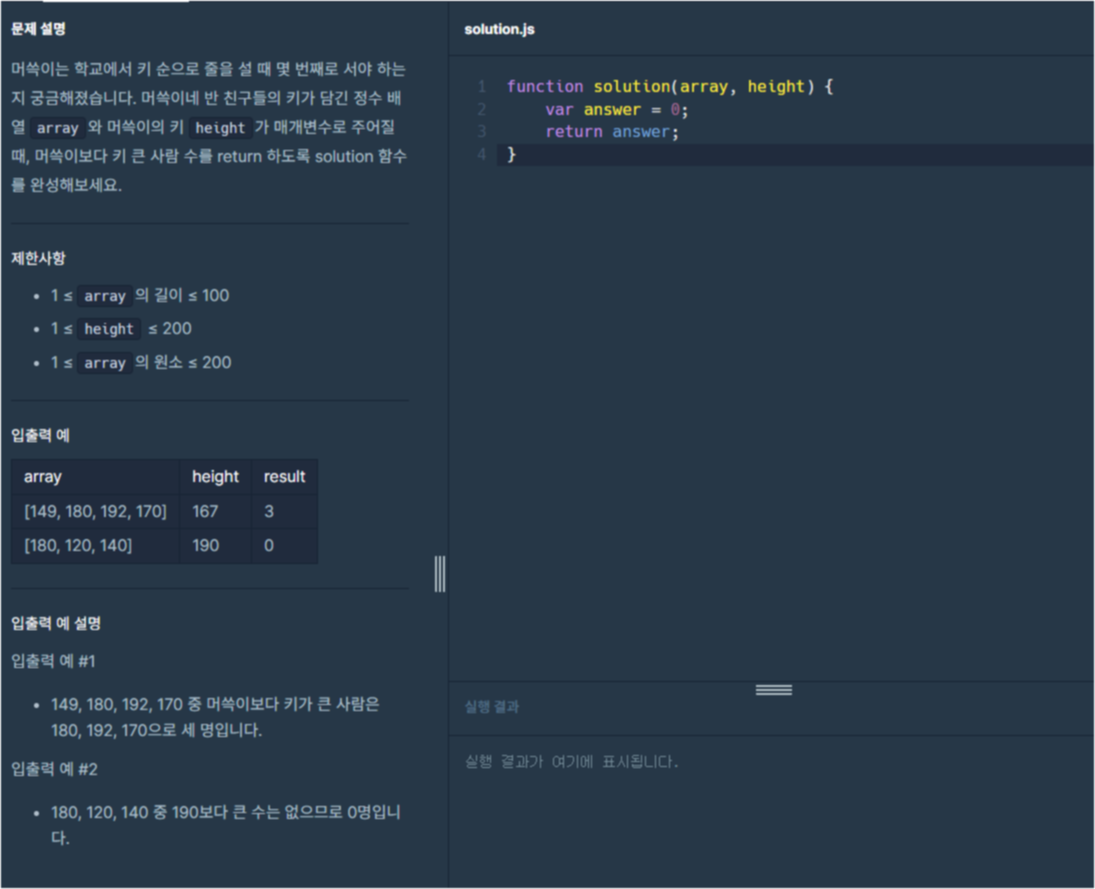 문제 설명
머쓱이는 학교에서 키 순으로 줄을 설 때 몇 번째로 서야 하는
지 궁금해졌습니다. 머쓱이네 반 친구들의 키가 담긴 정수 배
열 array 와 머쓱이의 키 height 가 매개변수로 주어질
때, 머쓱이보다 키 큰 사람 수를 return 하도록 solution 함수
를 완성해보세요.
제한사항
• 1 ≤ array 의 길이 ≤ 100
• 1 ≤ height ≤ 200
• 1 ≤ array 의 원소 ≤ 200
입출력 예
array height result
[149, 180, 192, 170] 167 3
[180, 120, 140] 190 0
입출력 예 설명
입출력 예 #1
• 149, 180, 192, 170 중 머쓱이보다 키가 큰 사람은
180, 192, 170으로 세 명입니다.
입출력 예 #2
• 180, 120, 140 중 190보다 큰 수는 없으므로 0명입니
다.
solution.js
1 function solution(array, height) {
2     var answer = 0;
3     return answer;
4 }
실행 결과
실행 결과가 여기에 표시됩니다.